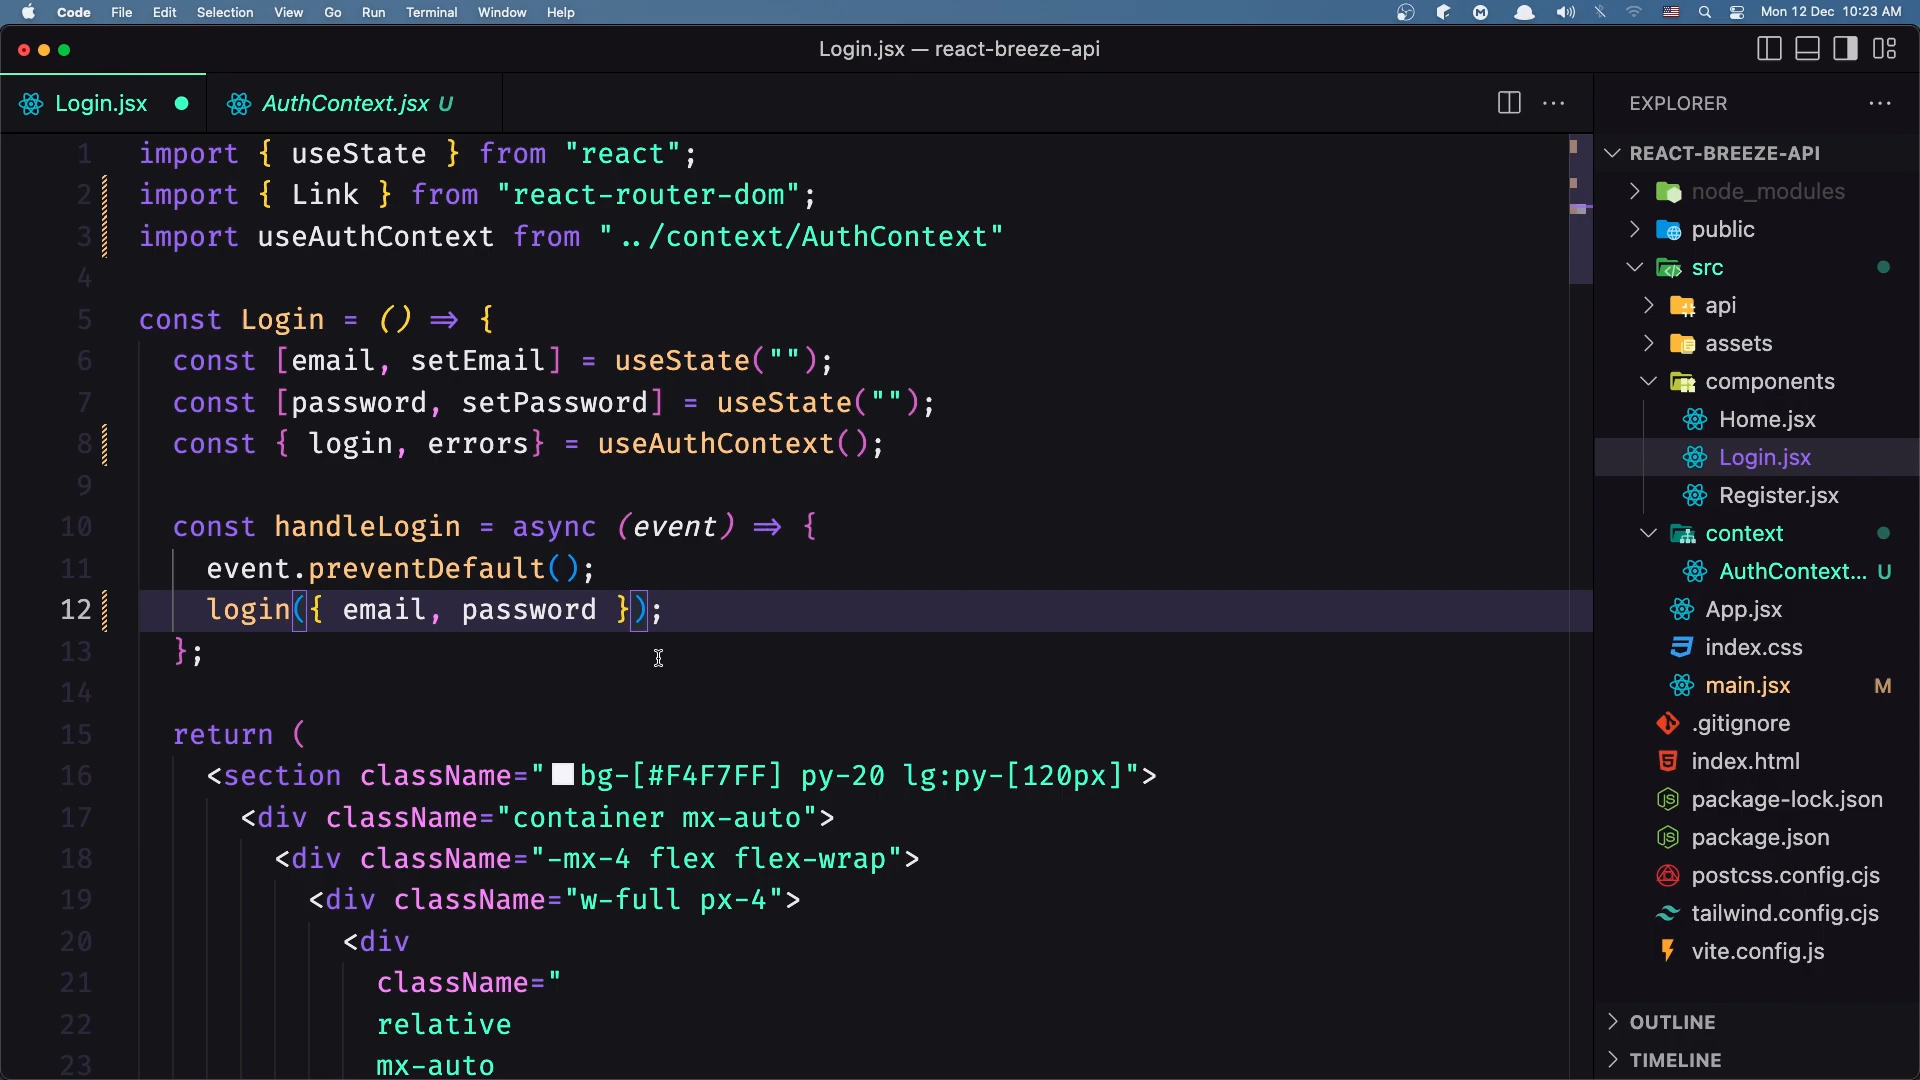 Code File Edit Selection View Go Run Terminal Window Help Mon 12 Dec 10:23 AM
Login.jsx — react-breeze-api
Login.jsx AuthContext.jsx U
1 import { useState } from "react";
2 import { Link } from "react-router-dom";
3 import useAuthContext from "../context/AuthContext"
4
5 const Login = () => {
6 const [email, setEmail] = useState("");
7 const [password, setPassword] = useState("");
8 const { login, errors} = useAuthContext();
9
10 const handleLogin = async (event) => {
11 event.preventDefault();
12 login({ email, password });
13 };
14
15 return (
16 <section className="bg-[#F4F7FF] py-20 lg:py-[120px]">
17 <div className="container mx-auto">
18 <div className="-mx-4 flex flex-wrap">
19 <div className="w-full px-4">
20 <div
21 className="
22 relative
23 mx-auto
EXPLORER
REACT-BREEZE-API
node_modules
public
src
api
assets
components
Home.jsx
Login.jsx
Register.jsx
context
AuthContext... U
App.jsx
index.css
main.jsx M
.gitignore
index.html
package-lock.json
package.json
postcss.config.cjs
tailwind.config.cjs
vite.config.js
OUTLINE
TIMELINE